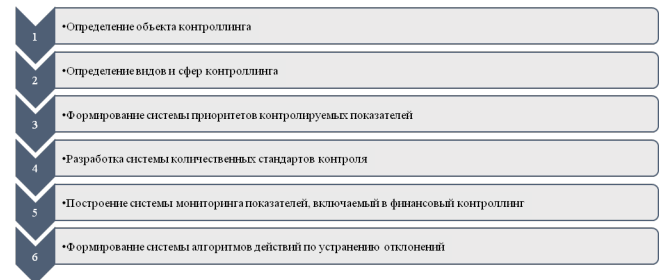 1
•Определение объекта контроллинга
2
•Определение видов и сфер контроллинга
3
•Формирование системы приоритетов контролируемых показателей
4
•Разработка системы количественных стандартов контроля
5
•Построение системы мониторинга показателей, включаемый в финансовый контроллинг
6
•Формирование системы алгоритмов действий по устранению отклонений